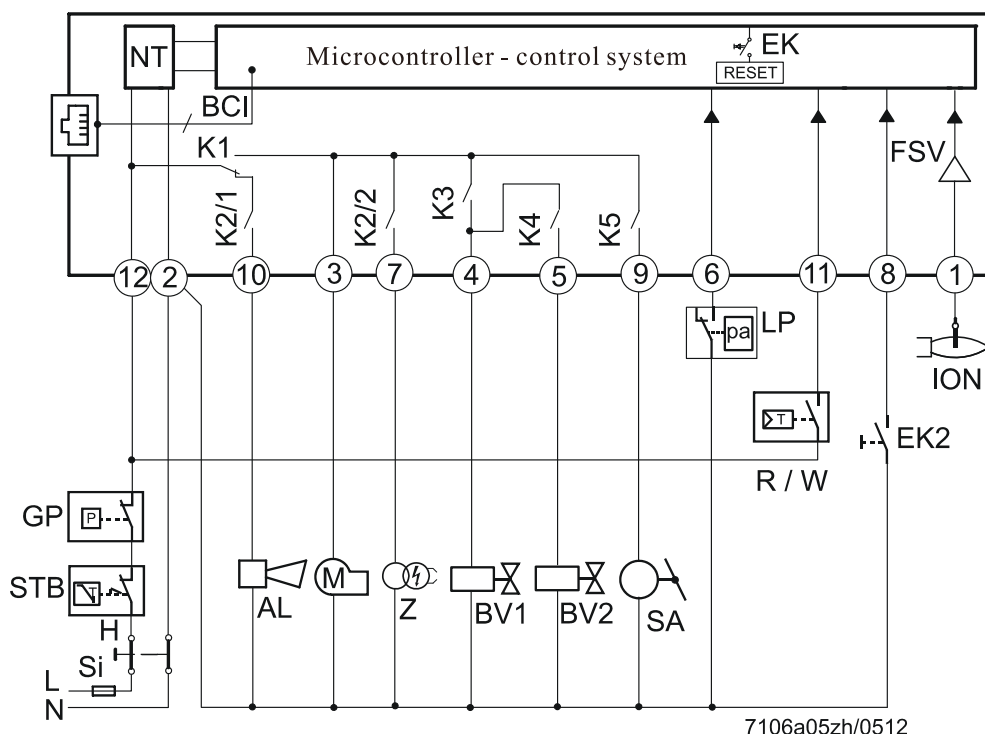 NT
Microcontroller - control system
EK
RESET
BCI
K1
FSV
K2/1
K2/2
K3
K4
K5
12
2
10
3
7
4
5
9
6
11
8
1
LP
pa
ION
T
EK2
R / W
GP
P
STB
T
H
Si
L
N
AL
M
Z
BV1
BV2
SA
7106a05zh/0512